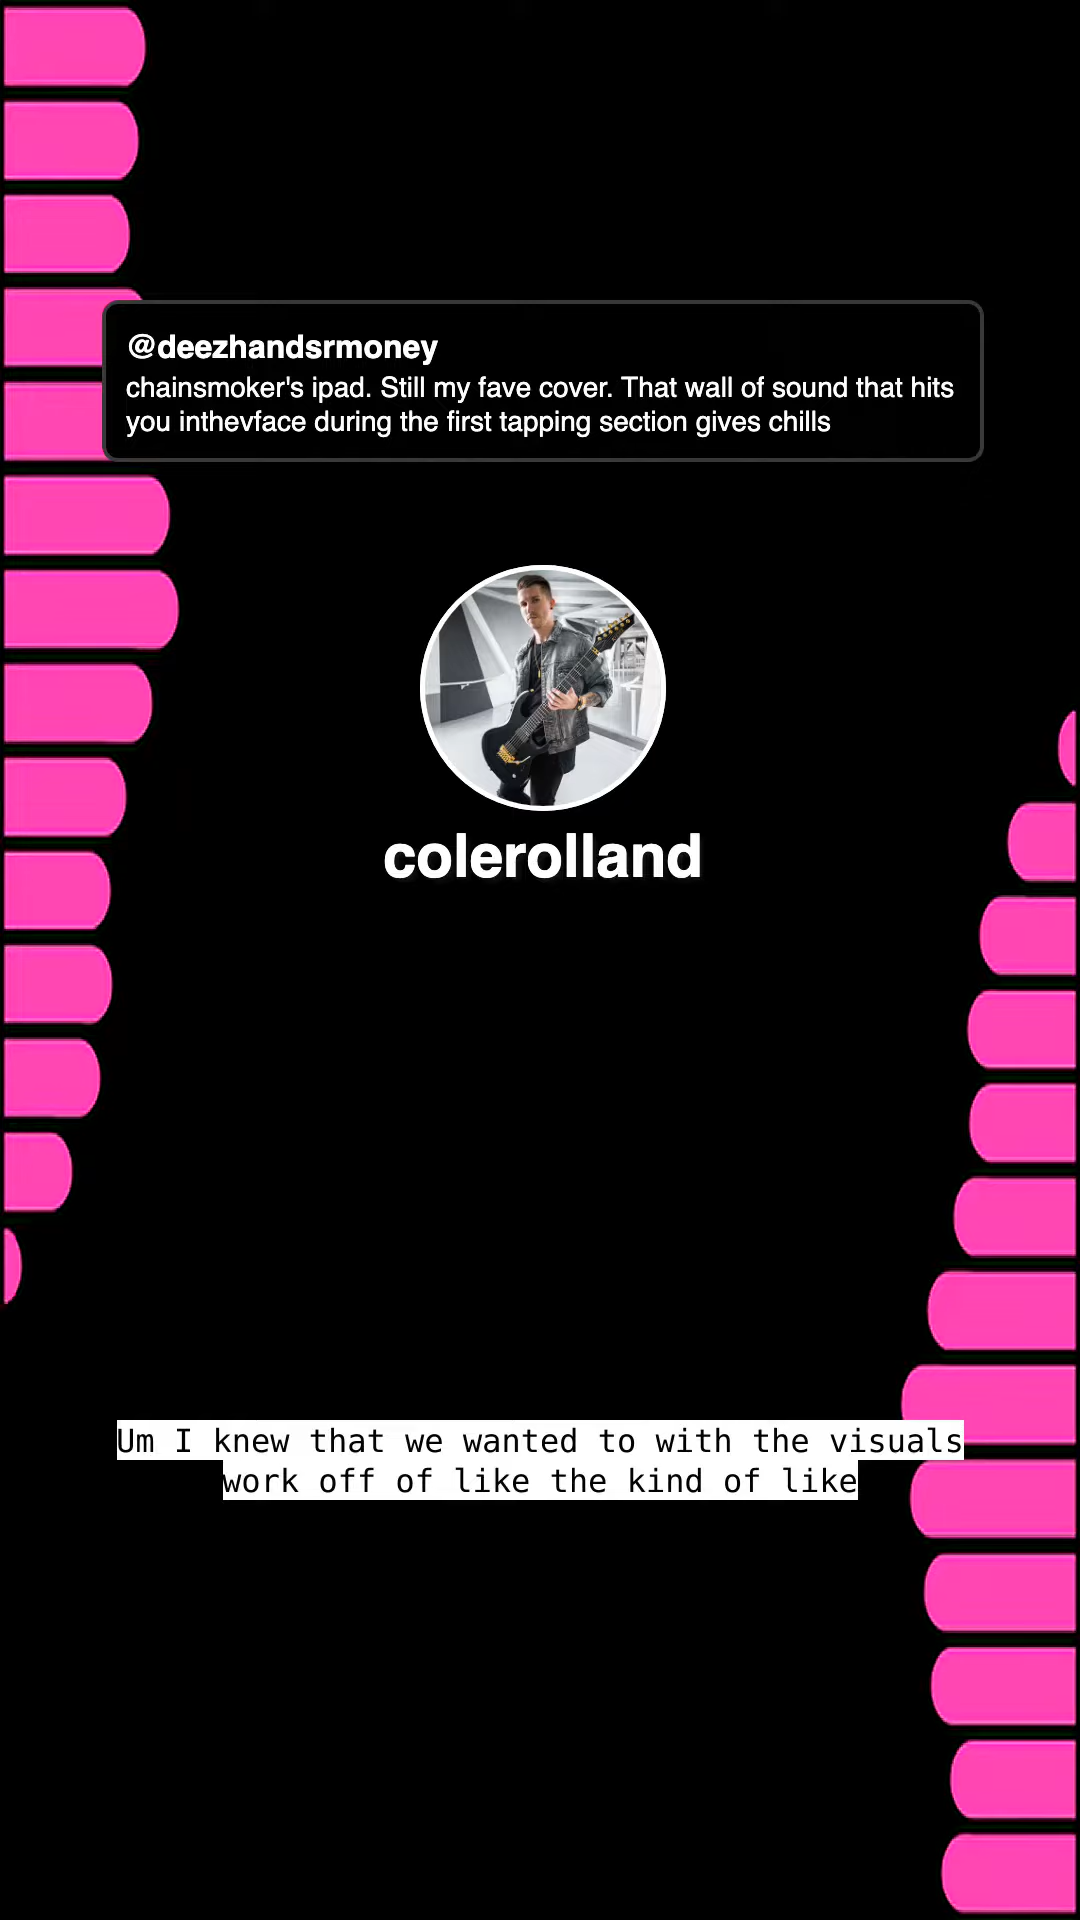 @deezhandsrmoney
chainsmoker's ipad. Still my fave cover. That wall of sound that hits
you inthevface during the first tapping section gives chills
colerolland
Um I knew that we wanted to with the visuals
work off of like the kind of like